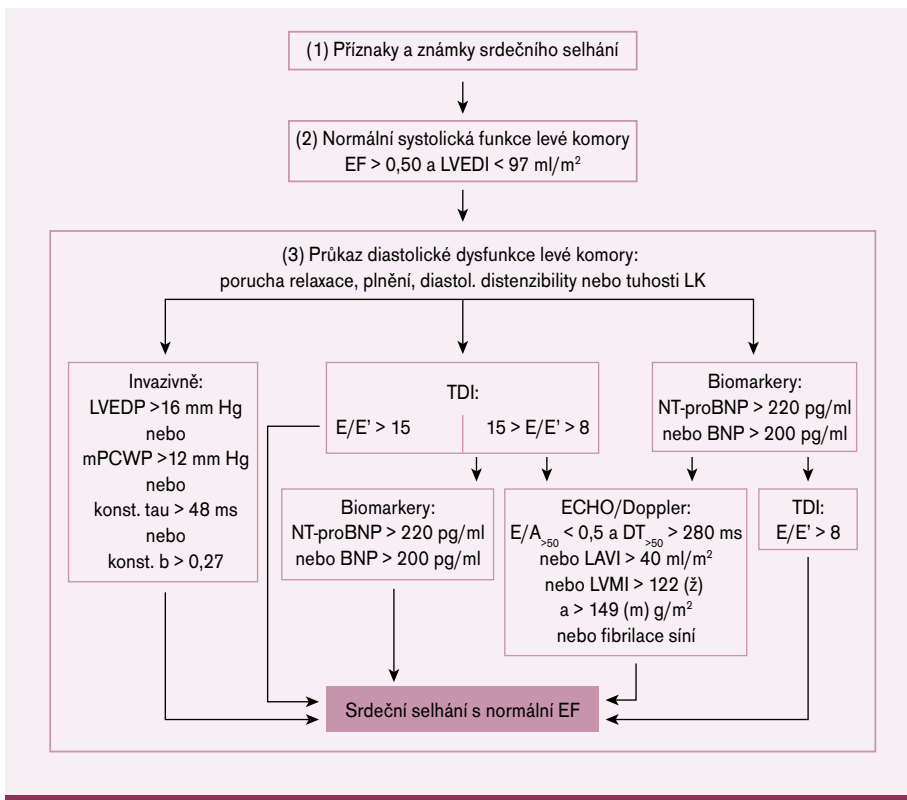 (1) Příznaky a známky srdečního selhání
(2) Normální systolická funkce levé komory
EF > 0,50 a LVEDI < 97 ml/m²
(3) Průkaz diastolické dysfunkce levé komory:
porucha relaxace, plnění, diastol. distenzibility nebo tuhosti LK
Invazivně:
LVEDP >16 mm Hg
nebo
mPCWP >12 mm Hg
nebo
konst. tau > 48 ms
nebo
konst. b > 0,27
TDI:
E/E' > 15
15 > E/E' > 8
Biomarkery:
NT-proBNP > 220 pg/ml
nebo BNP > 200 pg/ml
Biomarkery:
NT-proBNP > 220 pg/ml
nebo BNP > 200 pg/ml
ECHO/Doppler:
E/A>50 < 0,5 a DT>50 > 280 ms
nebo LAVI > 40 ml/m²
nebo LVMI > 122 (ž)
a > 149 (m) g/m²
nebo fibrilace síní
TDI:
E/E' > 8
Srdeční selhání s normální EF